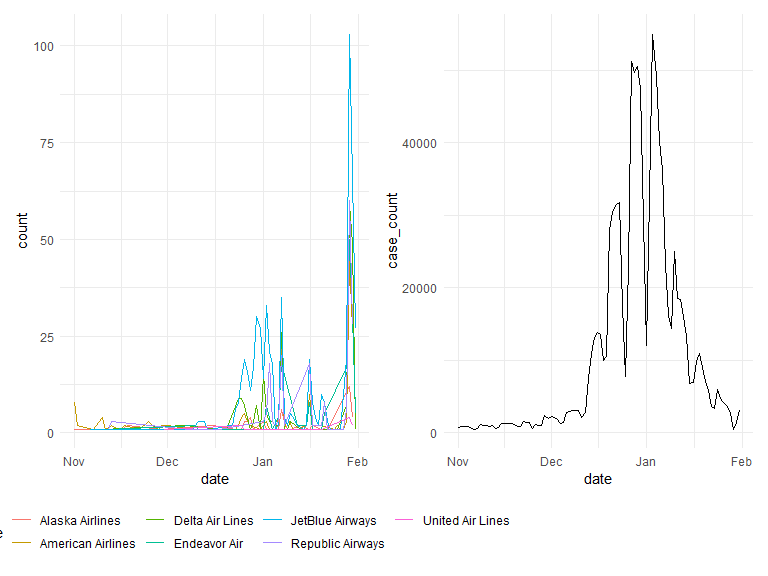 100
75
50
25
0
count
Nov Dec Jan Feb
date
40000
20000
0
case_count
Nov Dec Jan Feb
date
e
Alaska Airlines Delta Air Lines JetBlue Airways United Air Lines
American Airlines Endeavor Air Republic Airways